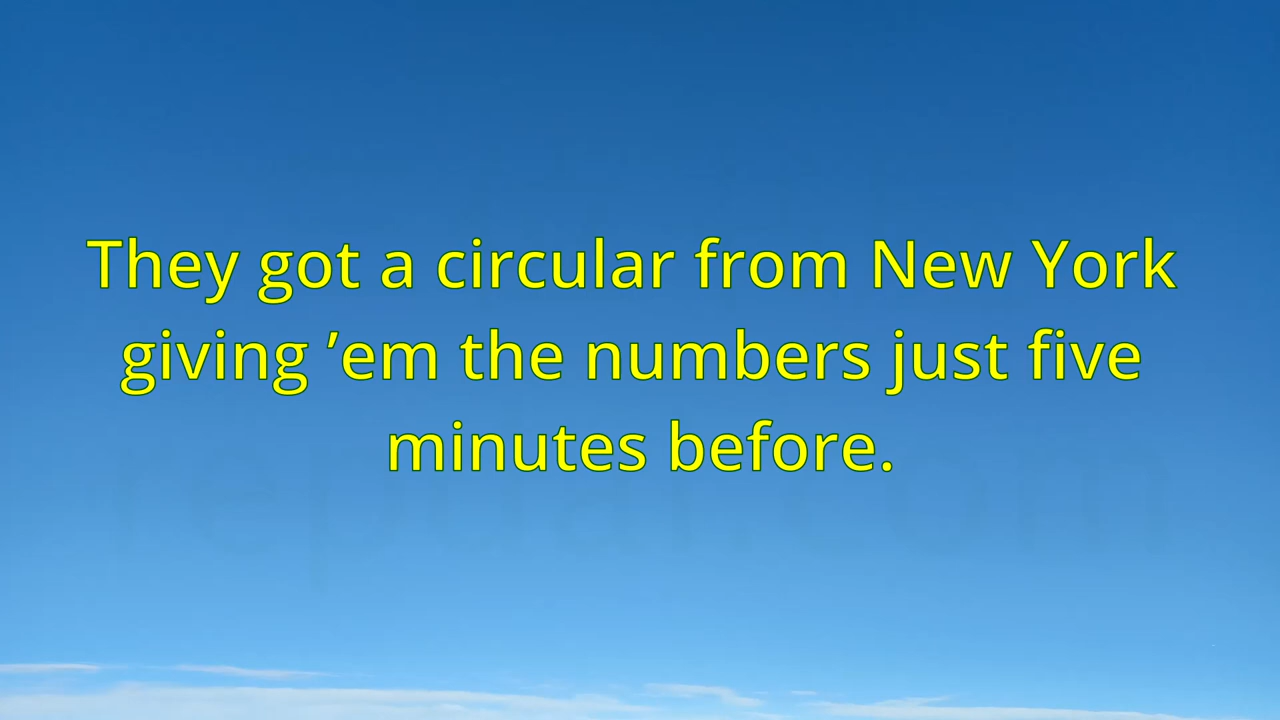 They got a circular from New York
giving ’em the numbers just five
minutes before.